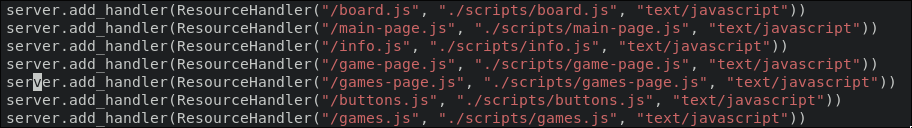 server.add_handler(ResourceHandler("/board.js", "./scripts/board.js", "text/javascript"))
server.add_handler(ResourceHandler("/main-page.js", "./scripts/main-page.js", "text/javascript"))
server.add_handler(ResourceHandler("/info.js", "./scripts/info.js", "text/javascript"))
server.add_handler(ResourceHandler("/game-page.js", "./scripts/game-page.js", "text/javascript"))
server.add_handler(ResourceHandler("/games-page.js", "./scripts/games-page.js", "text/javascript"))
server.add_handler(ResourceHandler("/buttons.js", "./scripts/buttons.js", "text/javascript"))
server.add_handler(ResourceHandler("/games.js", "./scripts/games.js", "text/javascript"))